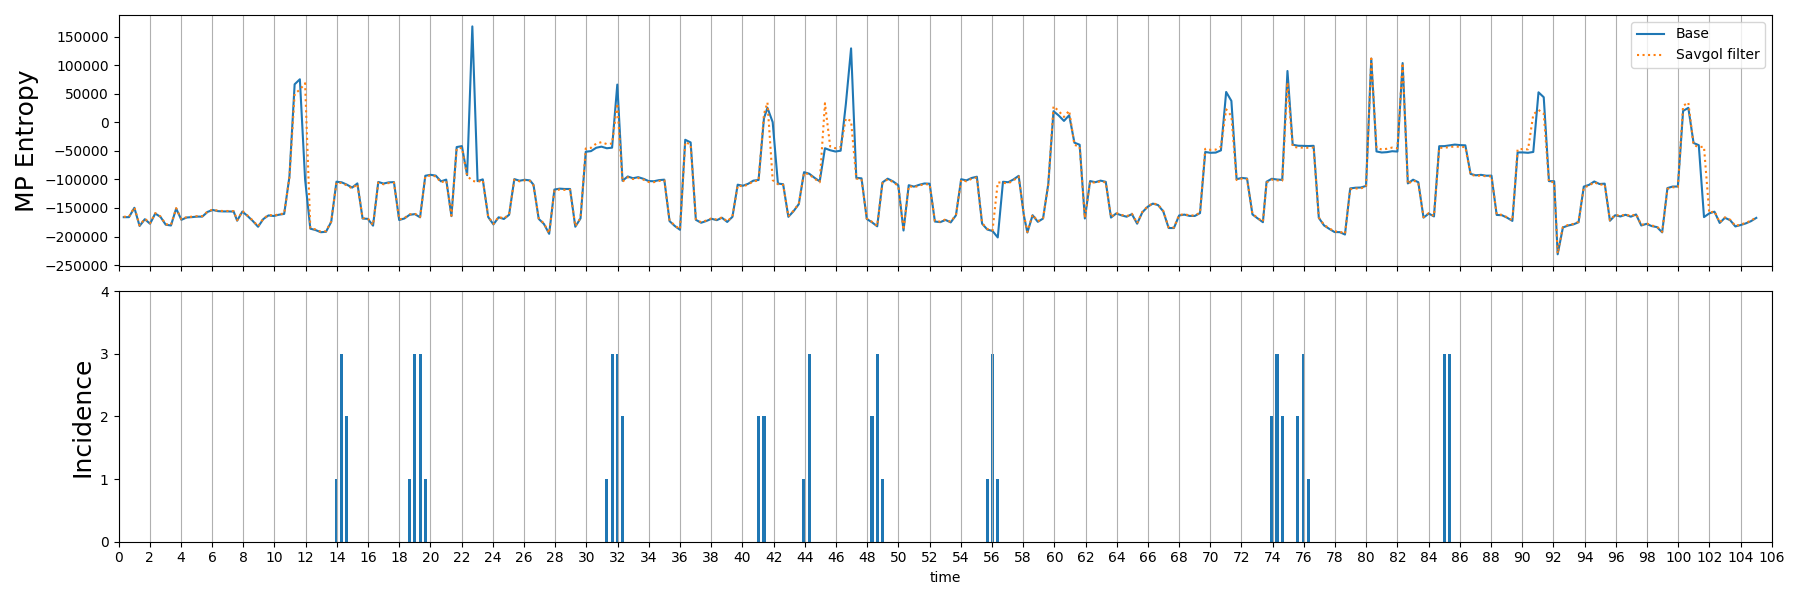 MP Entropy
150000
100000
50000
0
−50000
−100000
−150000
−200000
−250000
Base
Savgol filter
Incidence
4
3
2
1
0
0 2 4 6 8 10 12 14 16 18 20 22 24 26 28 30 32 34 36 38 40 42 44 46 48 50 52 54 56 58 60 62 64 66 68 70 72 74 76 78 80 82 84 86 88 90 92 94 96 98 100 102 104 106
time